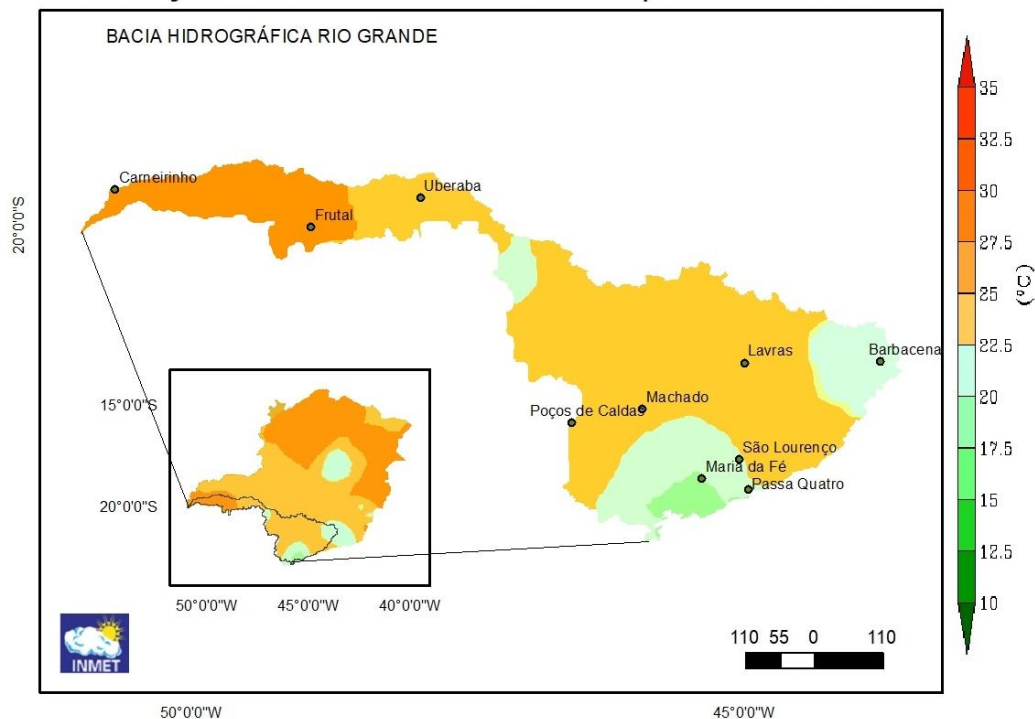 BACIA HIDROGRÁFICA RIO GRANDE
Carneirinho
Uberaba
Frutal
Lavras
Barbacena
Machado
Poços de Caldas
São Lourenço
Maria da Fé
Passa Quatro
20°0'0"S
15°0'0"S
20°0'0"S
50°0'0"W 45°0'0"W 40°0'0"W
INMET
110 55 0 110
50°0'0"W 45°0'0"W
35
32.5
30
27.5
25
22.5
20
17.5
15
12.5
10
(°C)